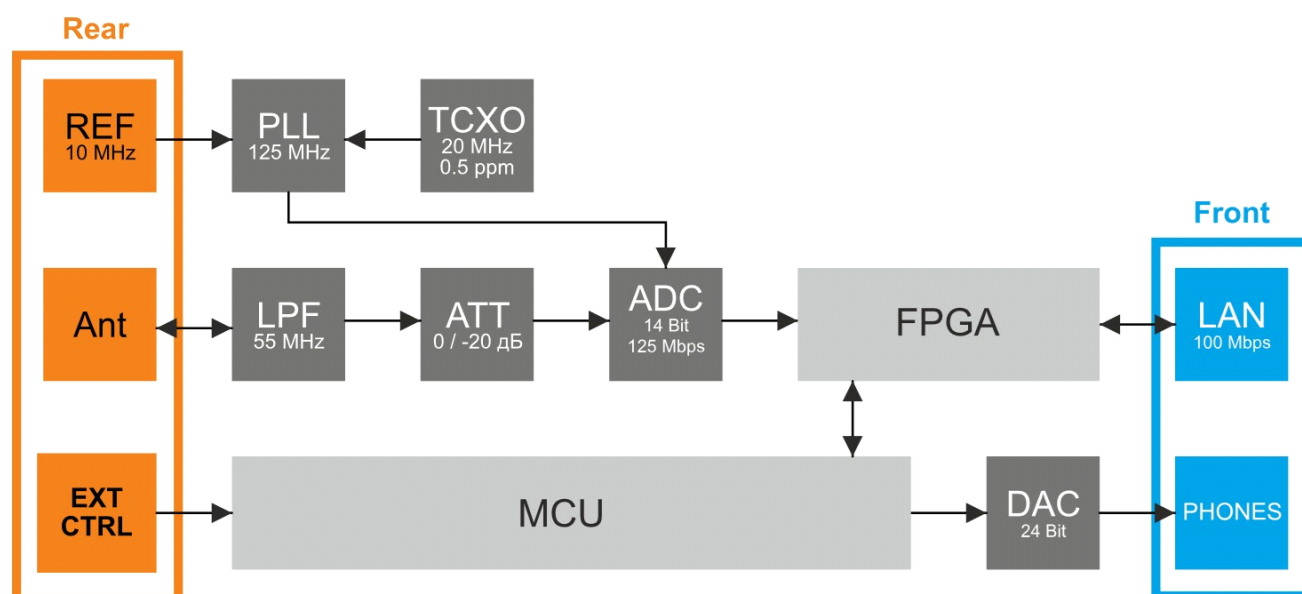 Rear
REF
10 MHz
PLL
125 MHz
TCXO
20 MHz
0.5 ppm
Front
Ant
LPF
55 MHz
ATT
0 / -20 дБ
ADC
14 Bit
125 Mbps
FPGA
LAN
100 Mbps
EXT
CTRL
MCU
DAC
24 Bit
PHONES